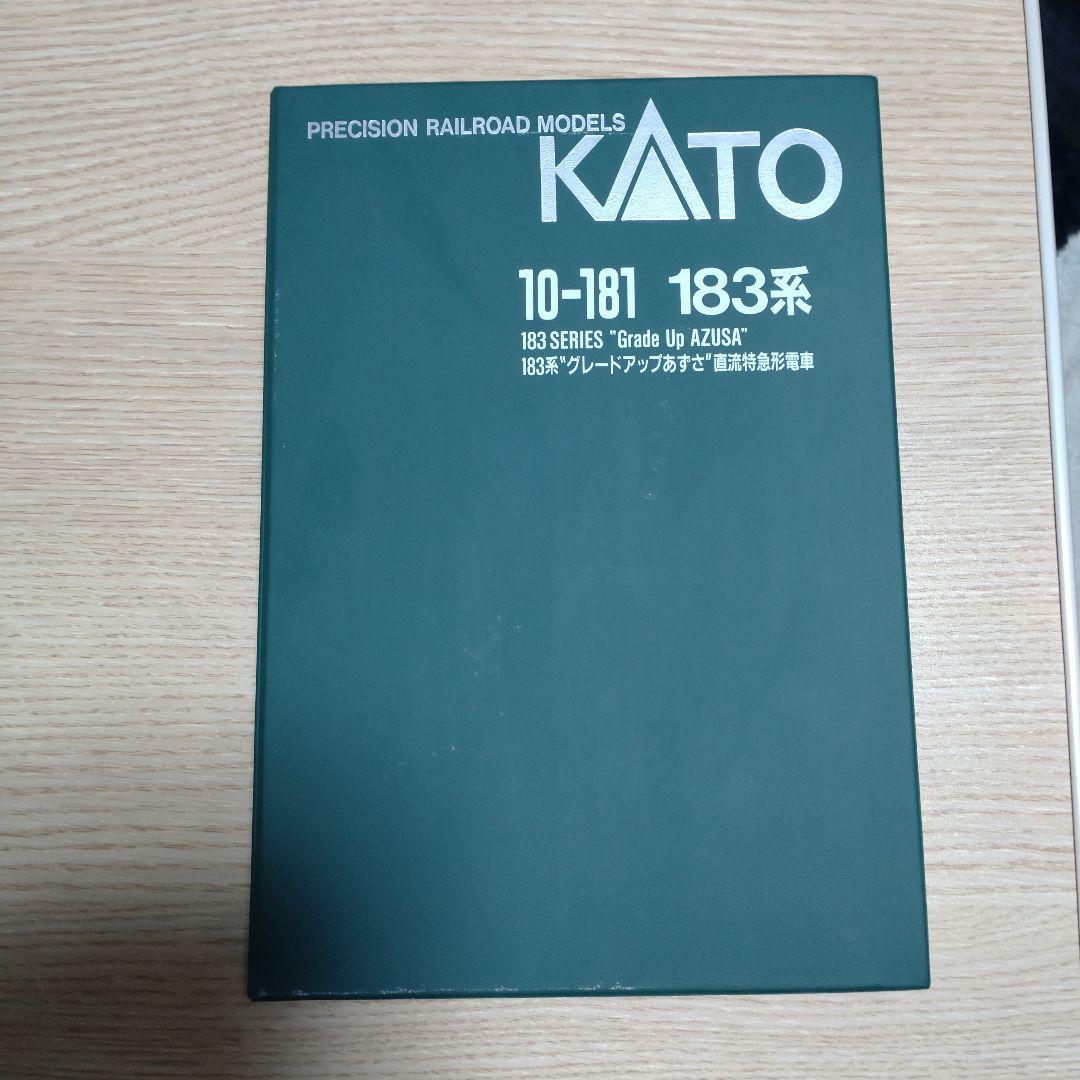 PRECISION RAILROAD MODELS
KATO
10-181 183系
183 SERIES "Grade Up AZUSA"
183系"グレードアップあずさ"直流特急形電車